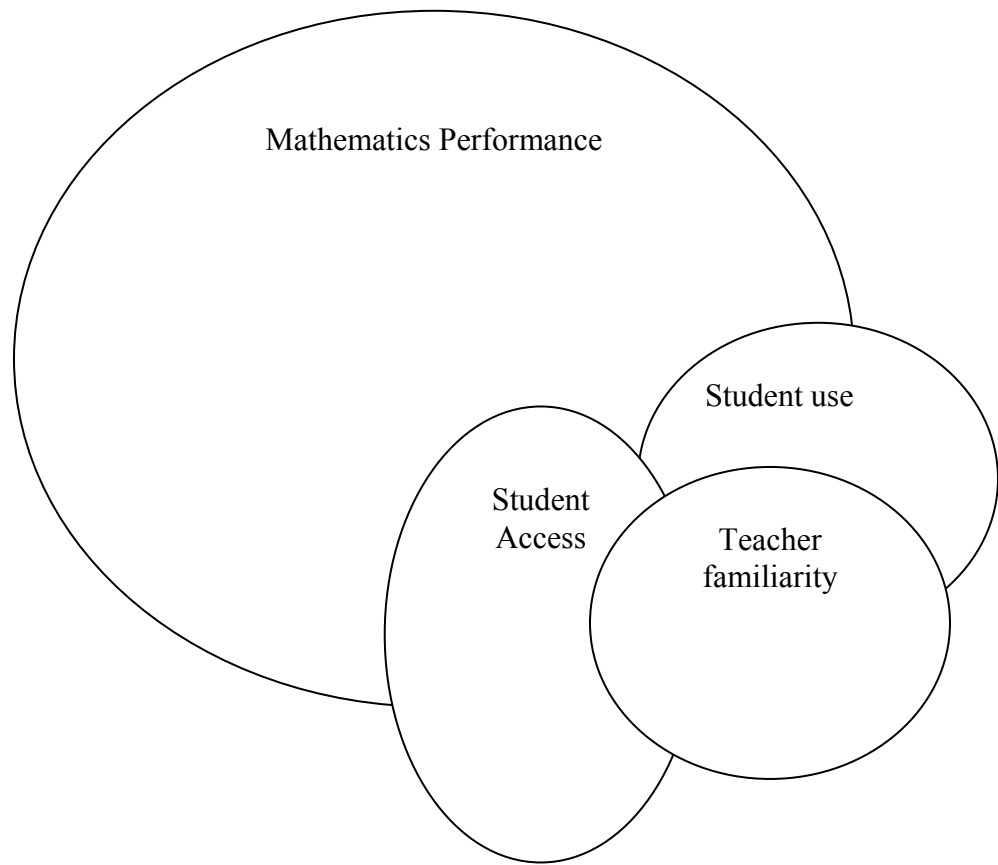 Mathematics Performance
Student use
Student
Access
Teacher
familiarity